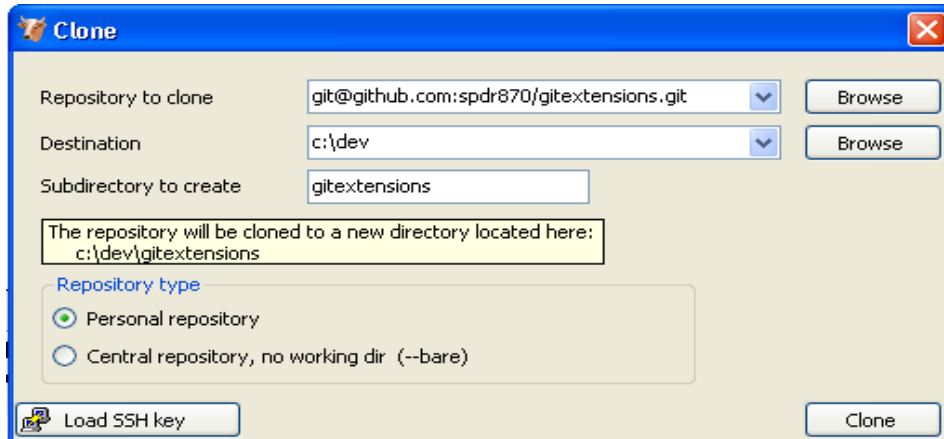 Clone
Repository to clone git@github.com:spdr870/gitextensions.git Browse
Destination c:\dev Browse
Subdirectory to create gitextensions
The repository will be cloned to a new directory located here:
c:\dev\gitextensions
Repository type
Personal repository
Central repository, no working dir (--bare)
Load SSH key Clone